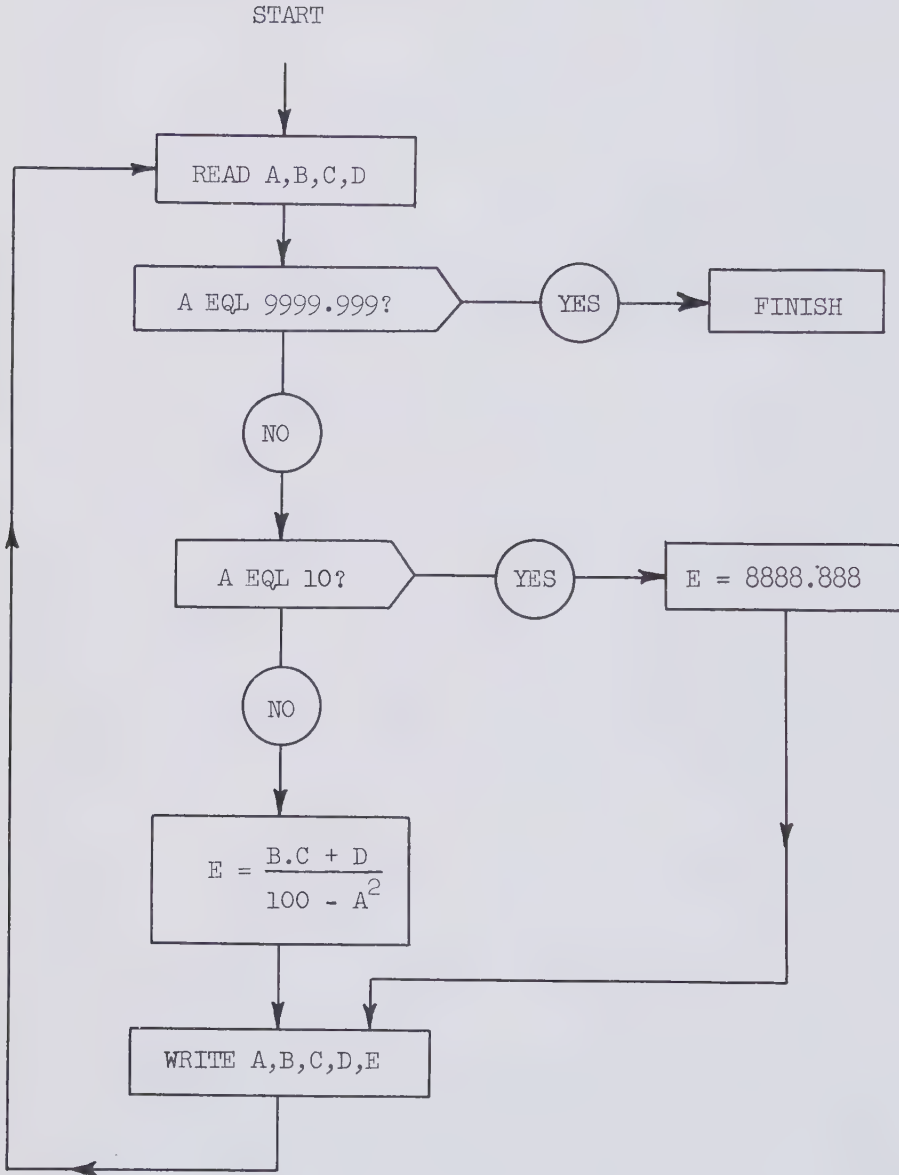 START
READ A,B,C,D
A EQL 9999.999?
YES
FINISH
NO
A EQL 10?
YES
E = 8888.888
NO
E = B.C + D
100 - A²
WRITE A,B,C,D,E